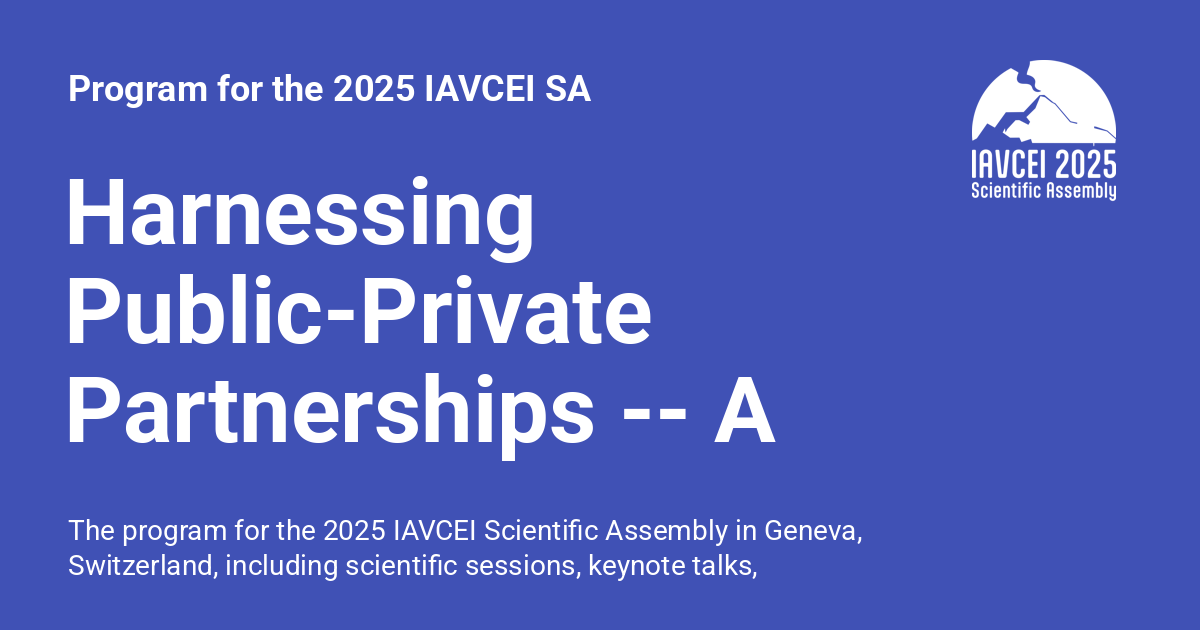 Program for the 2025 IAVCEI SA
IAVCEI 2025
Scientific Assembly
Harnessing
Public-Private
Partnerships -- A
The program for the 2025 IAVCEI Scientific Assembly in Geneva,
Switzerland, including scientific sessions, keynote talks,